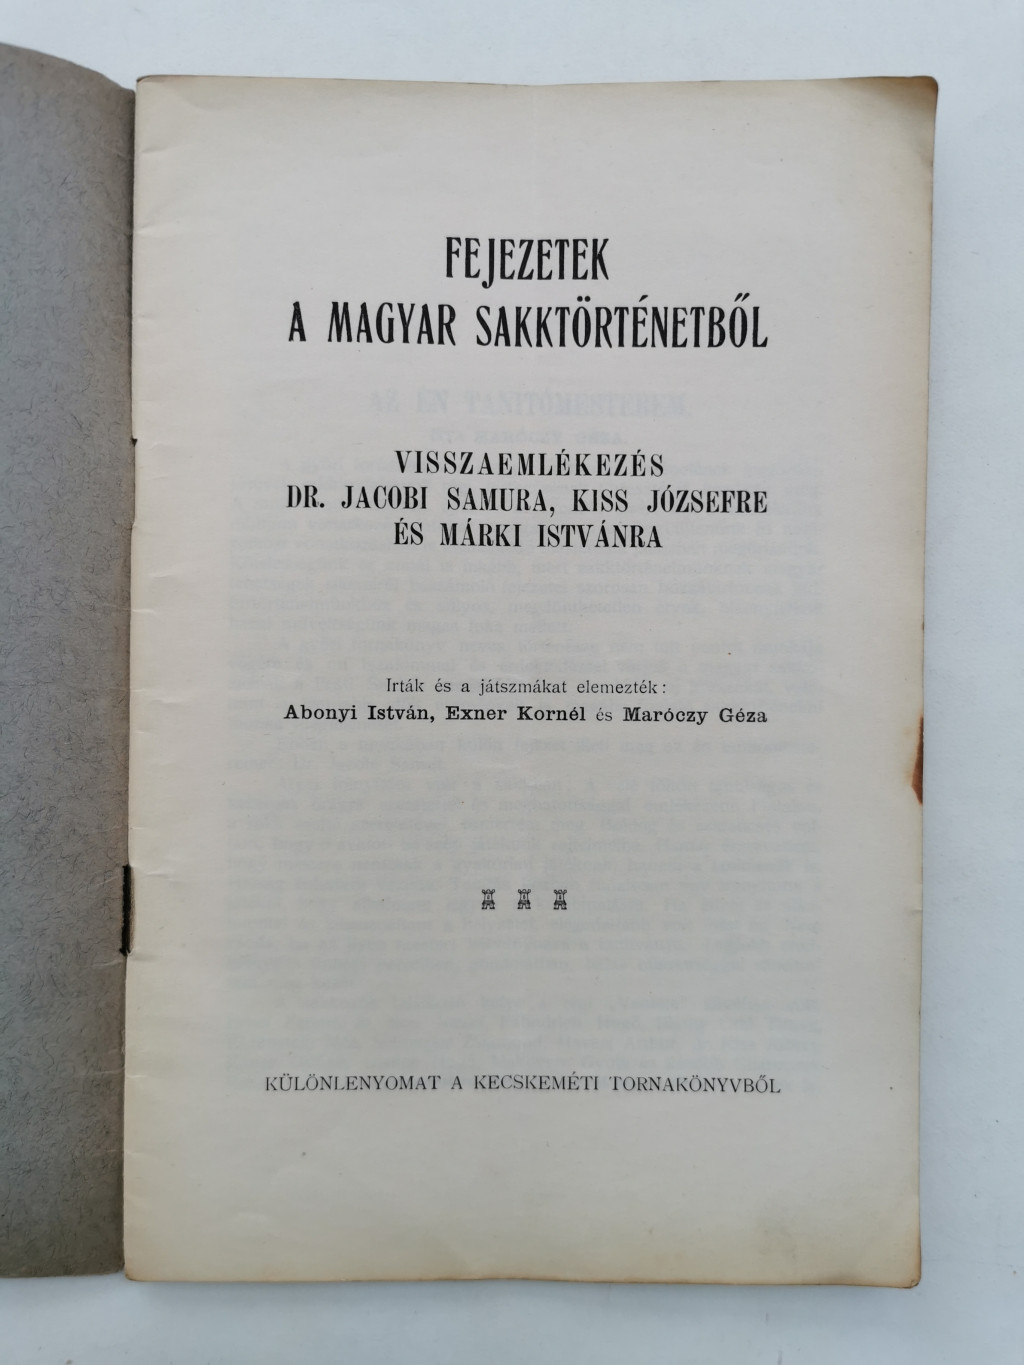 FEJEZETEK
A MAGYAR SAKKTÖRTÉNETBŐL
VISSZAEMLÉKEZÉS
DR. JACOBI SAMURA, KISS JÓZSEFRE
ÉS MÁRKI ISTVÁNRA
Irták és a játszmákat elemezték:
Abonyi István, Exner Kornél és Maróczy Géza
KÜLÖNLENYOMAT A KECSKEMÉTI TORNAKÖNYVBŐL